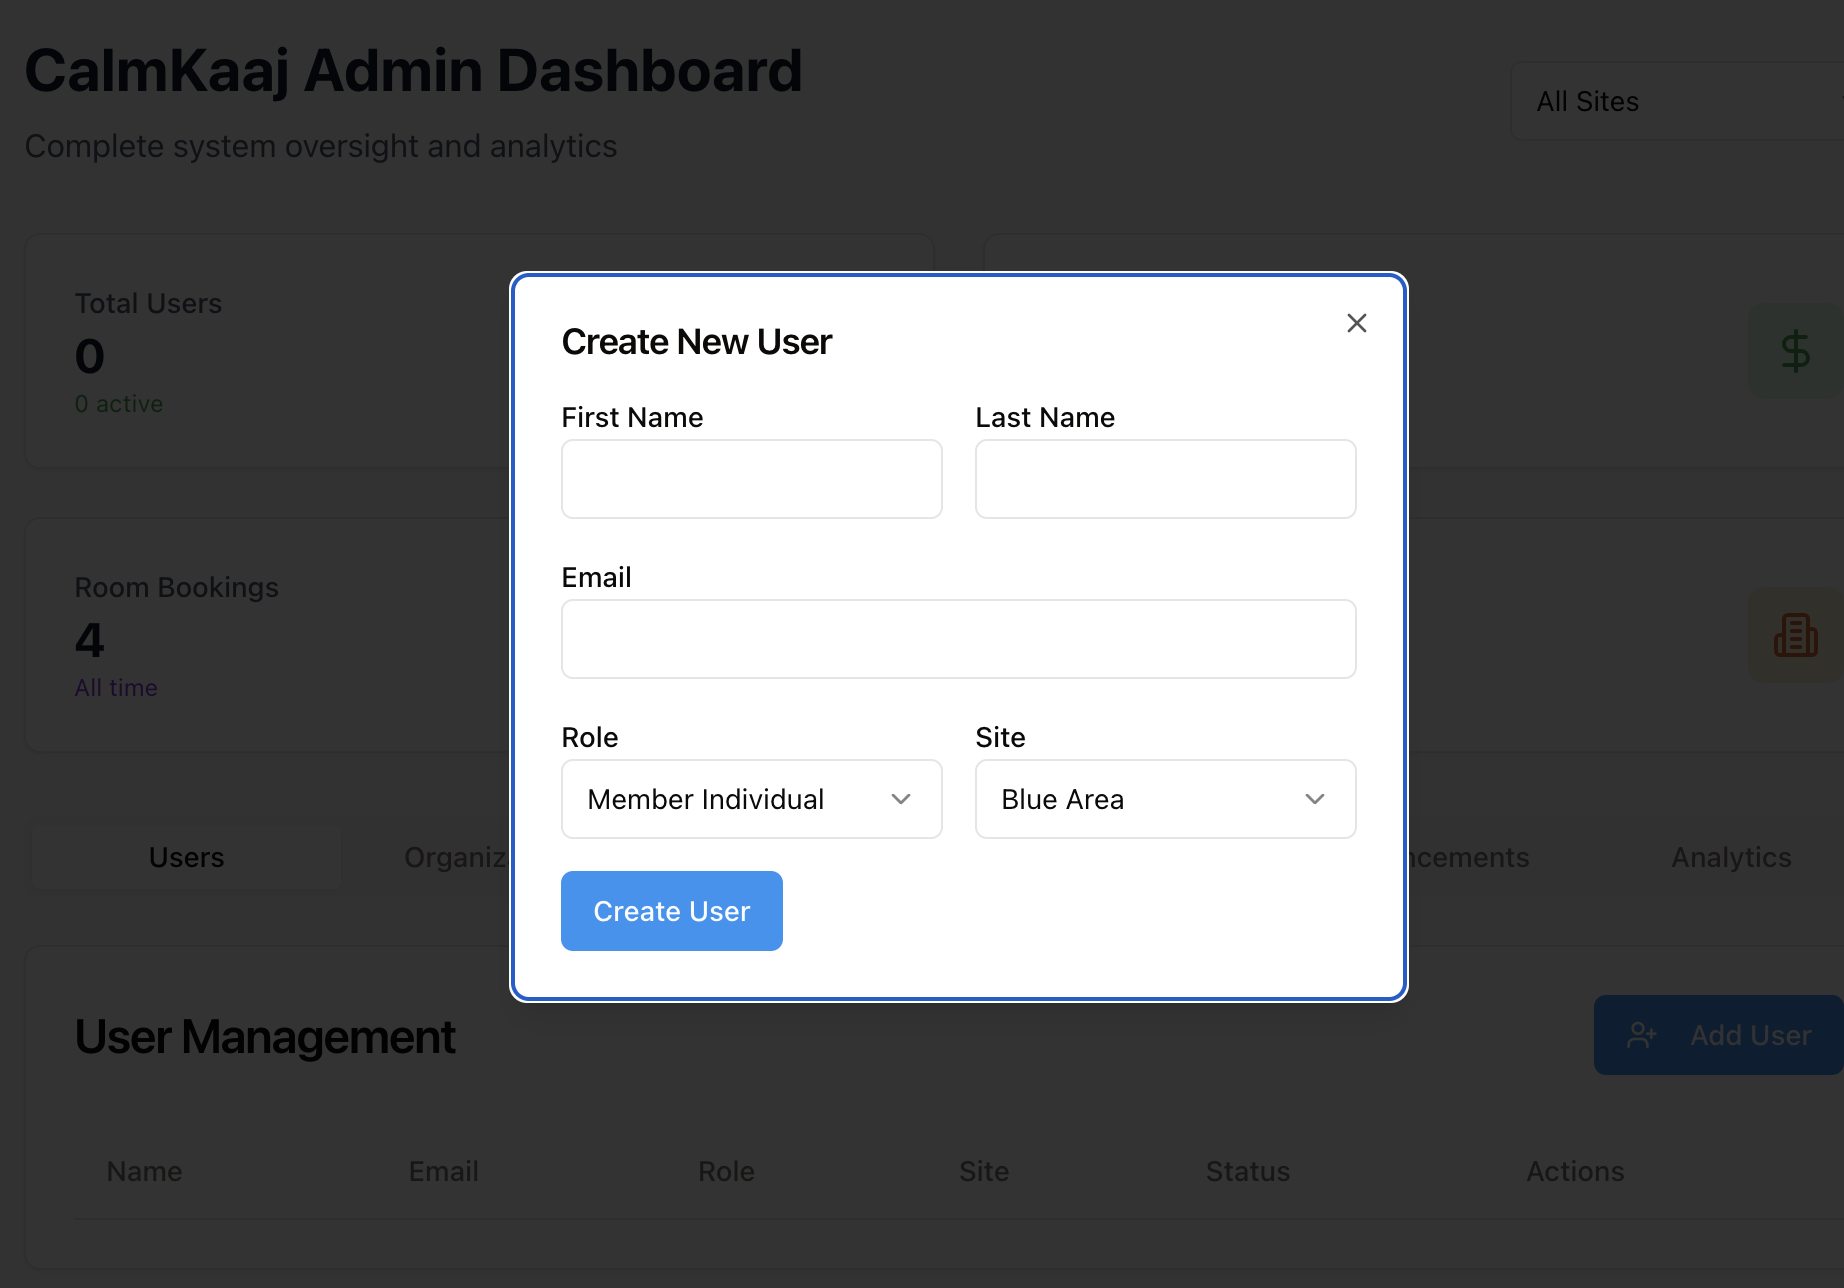 CalmKaaj Admin Dashboard
All Sites
Complete system oversight and analytics
Total Users
0
0 active
Create New User
First Name
Last Name
Email
Role
Site
Member Individual
Blue Area
Create User
Room Bookings
4
All time
Users
Analytics
User Management
Add User
Name
Email
Role
Site
Status
Actions